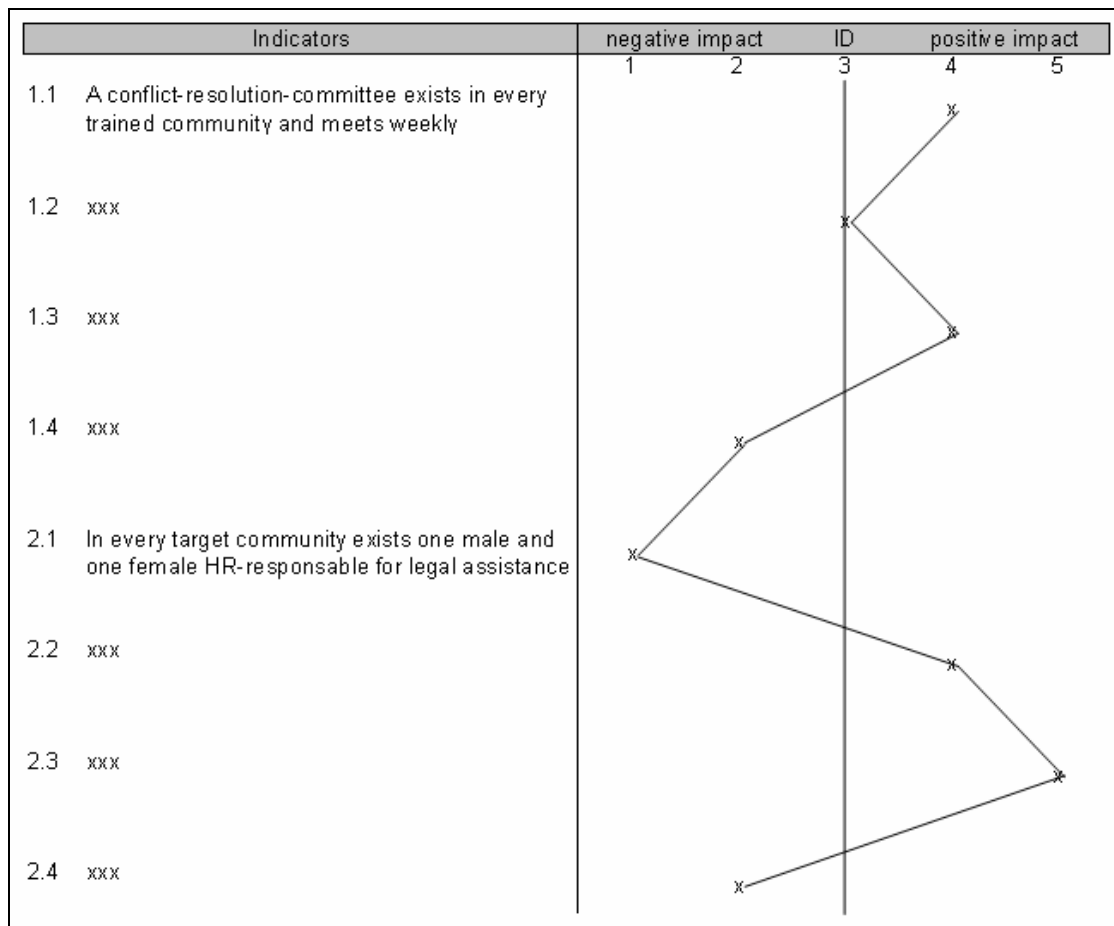 Indicators negative impact ID positive impact
1 2 3 4 5
1.1 A conflict-resolution-committee exists in every
trained community and meets weekly
x
1.2 xxx
x
1.3 xxx
x
1.4 xxx
x
2.1 In every target community exists one male and
one female HR-responsable for legal assistance
x
2.2 xxx
x
2.3 xxx
x
2.4 xxx
x